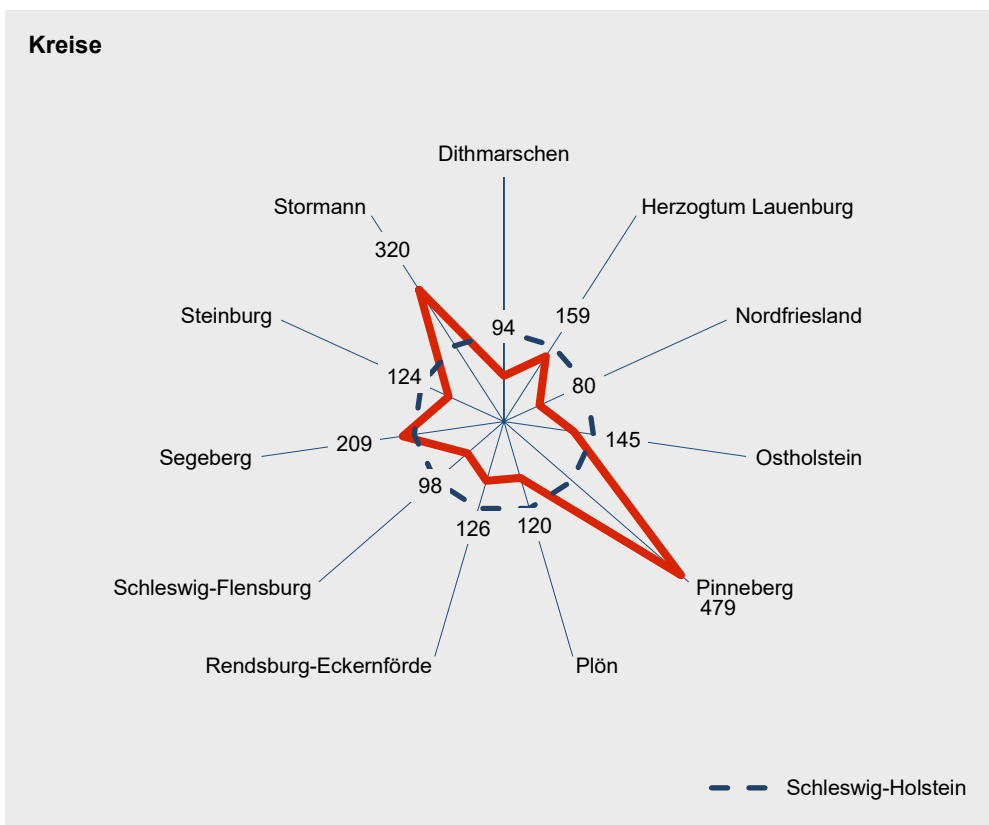 Kreise
Dithmarschen
Stormann
Herzogtum Lauenburg
320
Steinburg
159
Nordfriesland
94
124
80
209
145
Segeberg
Ostholstein
98
126
120
Schleswig-Flensburg
Pinneberg
479
Rendsburg-Eckernförde
Plön
Schleswig-Holstein